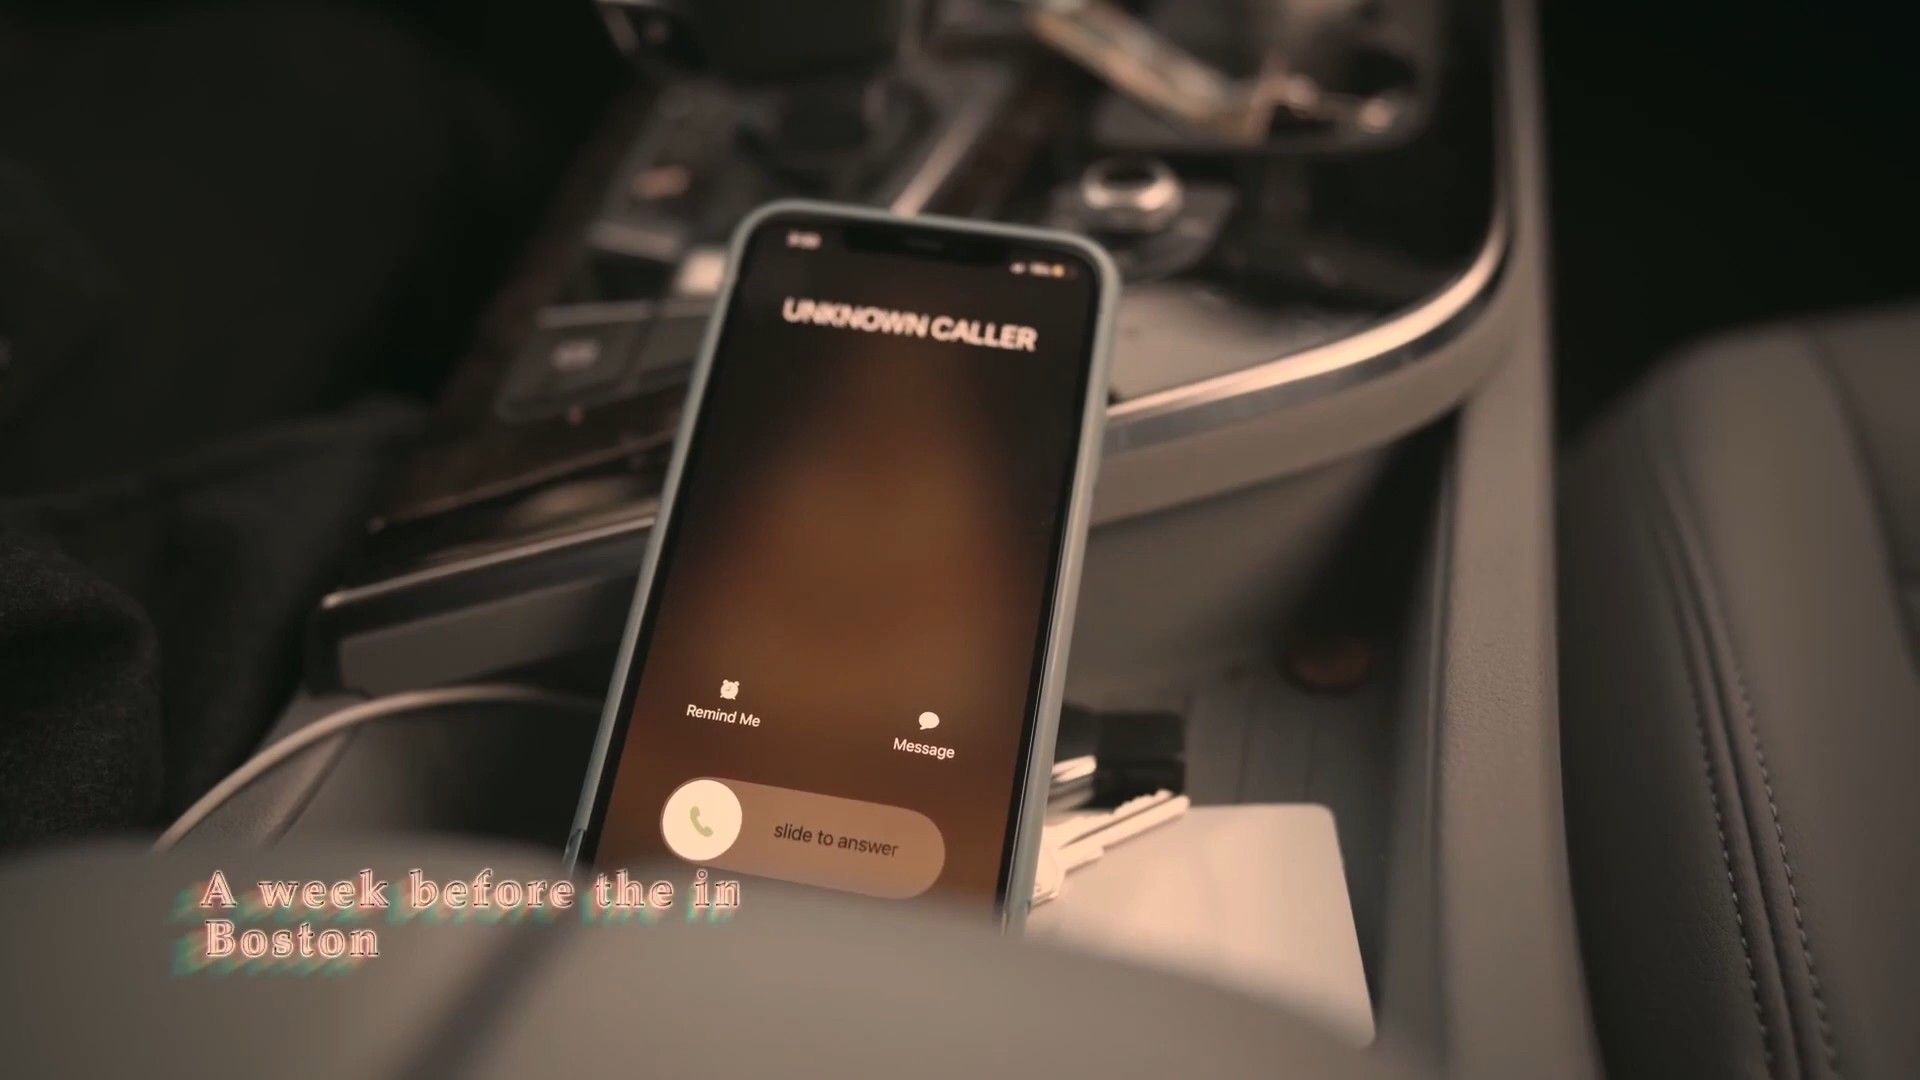 UNKNOWN CALLER
Remind Me
Message
slide to answer
A week before the in
Boston